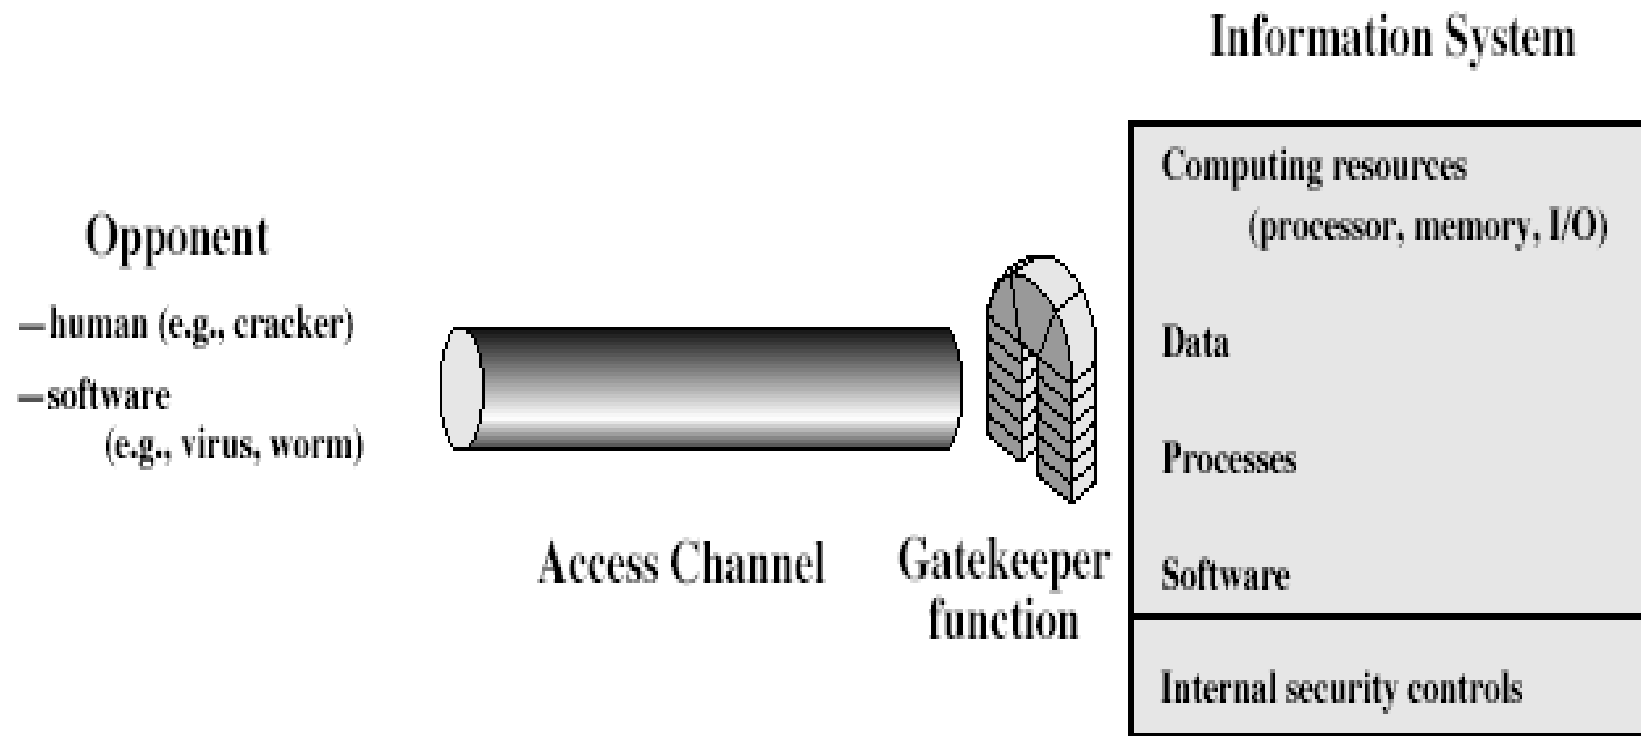 Information System
Opponent
—human (e.g., cracker)
—software
(e.g., virus, worm)
Access Channel
Gatekeeper
function
Computing resources
(processor, memory, I/O)
Data
Processes
Software
Internal security controls